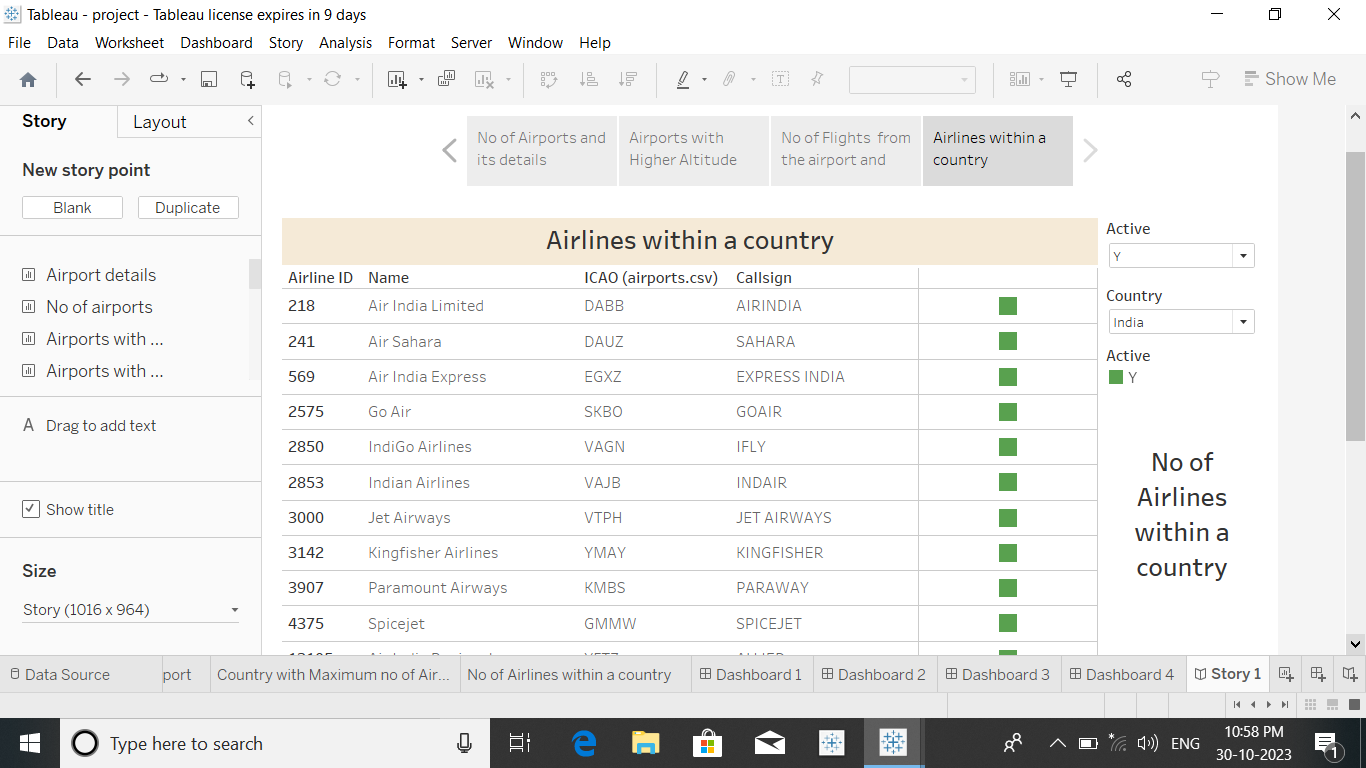 Tableau - project - Tableau license expires in 9 days
File Data Worksheet Dashboard Story Analysis Format Server Window Help
Show Me
Story Layout
New story point
Blank Duplicate
Airport details
No of airports
Airports with ...
Airports with ...
A Drag to add text
Show title
Size
Story (1016 x 964)
No of Airports and
its details
Airports with
Higher Altitude
No of Flights from
the airport and
Airlines within a
country
Airlines within a country
Airline ID Name ICAO (airports.csv) Callsign
218 Air India Limited DABB AIRINDIA
241 Air Sahara DAUZ SAHARA
569 Air India Express EGXZ EXPRESS INDIA
2575 Go Air SKBO GOAIR
2850 IndiGo Airlines VAGN IFLY
2853 Indian Airlines VAJB INDAIR
3000 Jet Airways VTPH JET AIRWAYS
3142 Kingfisher Airlines YMAY KINGFISHER
3907 Paramount Airways KMBS PARAWAY
4375 Spicejet GMMW SPICEJET
Active
Y
Country
India
Active
Y
No of
Airlines
within a
country
Data Source port Country with Maximum no of Air... No of Airlines within a country Dashboard 1 Dashboard 2 Dashboard 3 Dashboard 4 Story 1
Type here to search
ENG
10:58 PM
30-10-2023
1